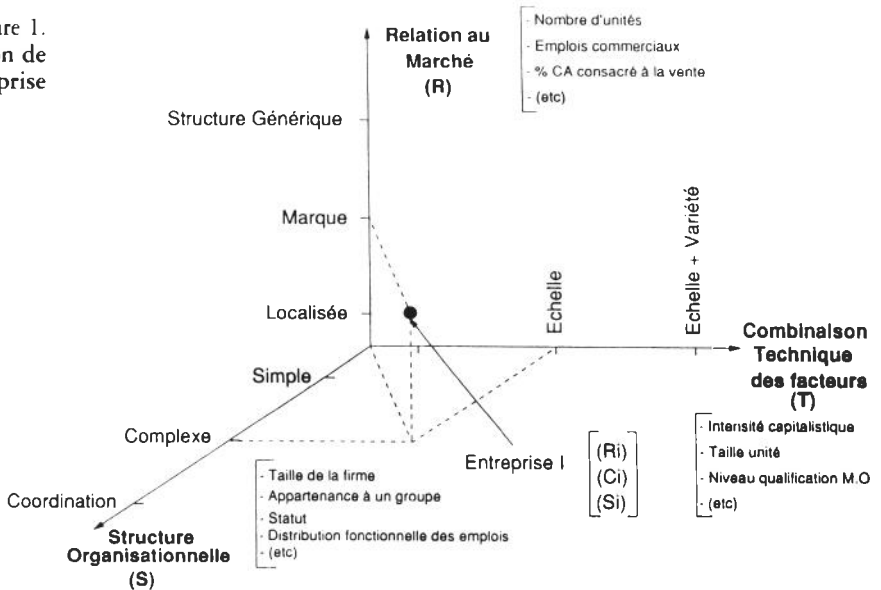 re 1.
on de
prise
Relation au
Marché
(R)
- Nombre d'unités
- Emplois commerciaux
- % CA consacré à la vente
- (etc)
Structure Générique
Marque
Localisée
Echelle
Echelle + Variété
Combinaison
Technique
des facteurs
(T)
Simple
Complexe
Coordination
Structure
Organisationnelle
(S)
- Taille de la firme
- Appartenance à un groupe
- Statut
- Distribution fonctionnelle des emplois
- (etc)
Entreprise I
(Ri)
(Ci)
(Si)
- Intensité capitalistique
- Taille unité
- Niveau qualification M.O
- (etc)